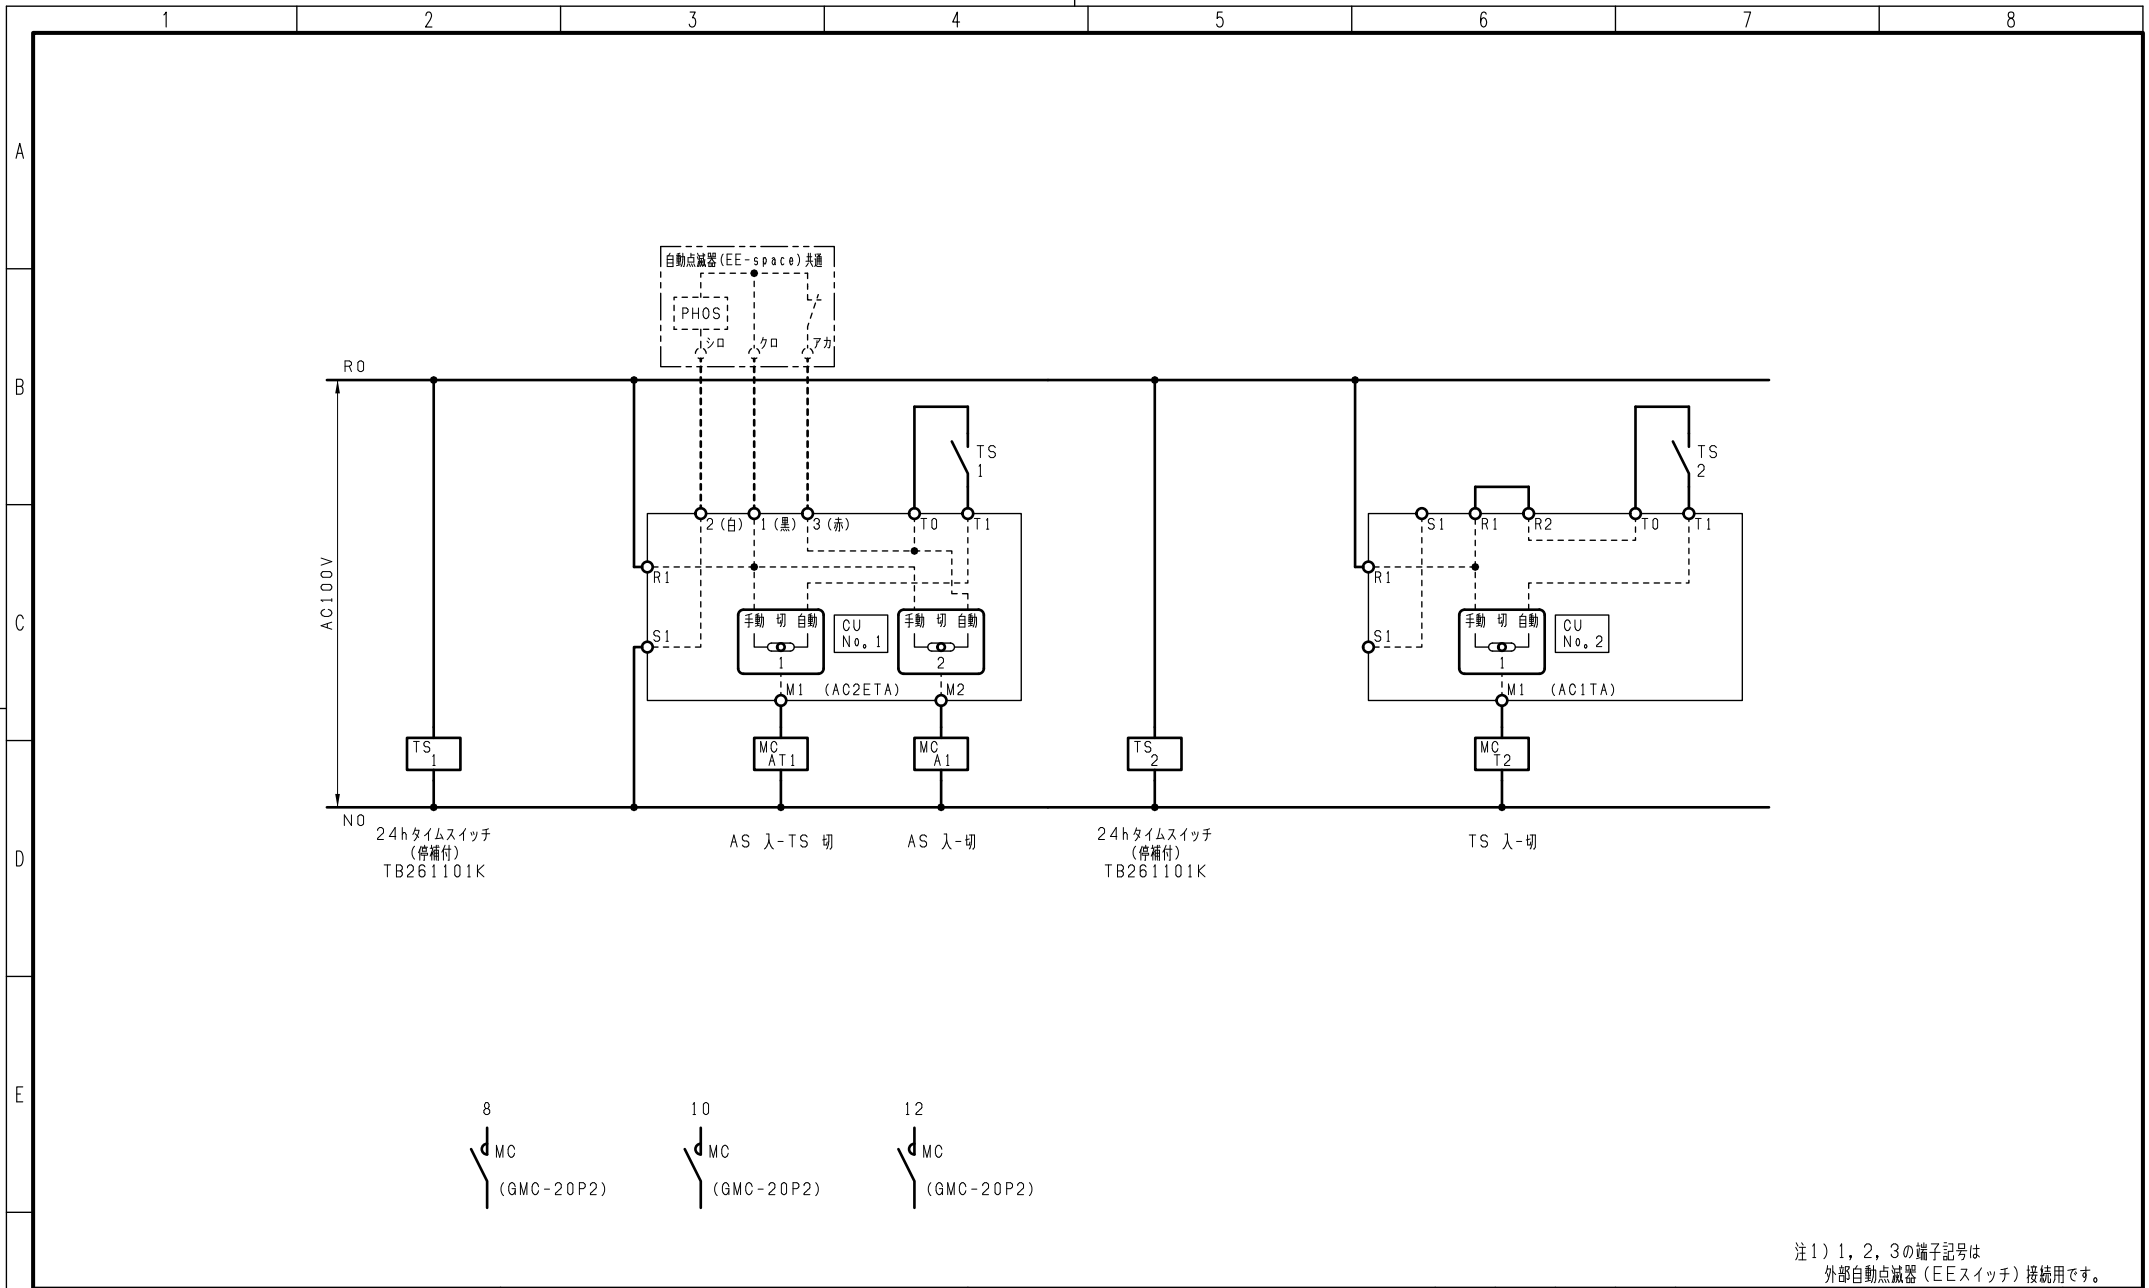 1 2 3 4 5 6 7 8
A
B
C
D
E
自動点滅器(EE-space)共通
PHOS
シロ クロ アカ
R0
AC100V
N0
TS
1
TS
2
2(白) 1(黒) 3(赤) T0 T1
R1
S1
手動 切 自動
1
CU
No。1
手動 切 自動
2
M1 (AC2ETA) M2
S1 R1 R2 T0 T1
R1
S1
手動 切 自動
1
CU
No。2
M1 (AC1TA)
TS
1
MC
AT1
MC
A1
TS
2
MC
T2
24hタイムスイッチ
(停補付)
TB261101K
AS 入-TS 切
AS 入-切
24hタイムスイッチ
(停補付)
TB261101K
TS 入-切
8
MC
(GMC-20P2)
10
MC
(GMC-20P2)
12
MC
(GMC-20P2)
注1)1,2,3の端子記号は
外部自動点滅器(EEスイッチ)接続用です。